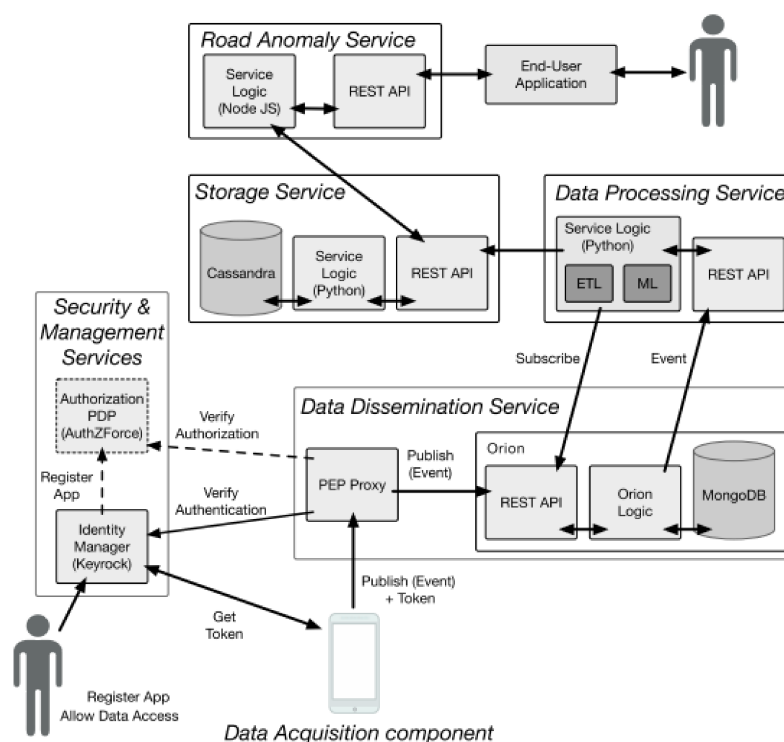 Road Anomaly Service
Service
Logic
(Node JS)
REST API
End-User
Application
Storage Service
Cassandra
Service
Logic
(Python)
REST API
Data Processing Service
Service Logic
(Python)
ETL
ML
REST API
Security &
Management
Services
Authorization
PDP
(AuthZForce)
Register
App
Identity
Manager
(Keyrock)
Verify
Authorization
Verify
Authentication
Subscribe
Event
Data Dissemination Service
PEP Proxy
Publish
(Event)
Orion
REST API
Orion
Logic
MongoDB
Publish (Event)
+ Token
Get
Token
Register App
Allow Data Access
Data Acquisition component